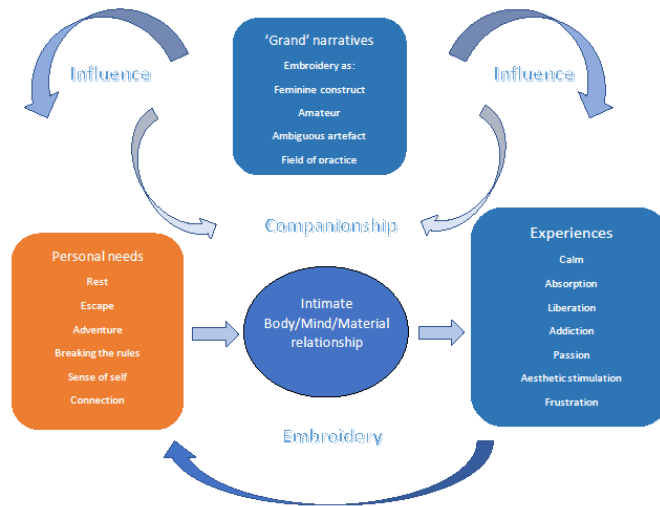 ‘Grand’ narratives
Embroidery as:
Feminine construct
Amateur
Ambiguous artefact
Field of practice
Influence
Influence
Companionship
Personal needs
Rest
Escape
Adventure
Breaking the rules
Sense of self
Connection
Intimate
Body/Mind/Material
relationship
Experiences
Calm
Absorption
Liberation
Addiction
Passion
Aesthetic stimulation
Frustration
Embroidery